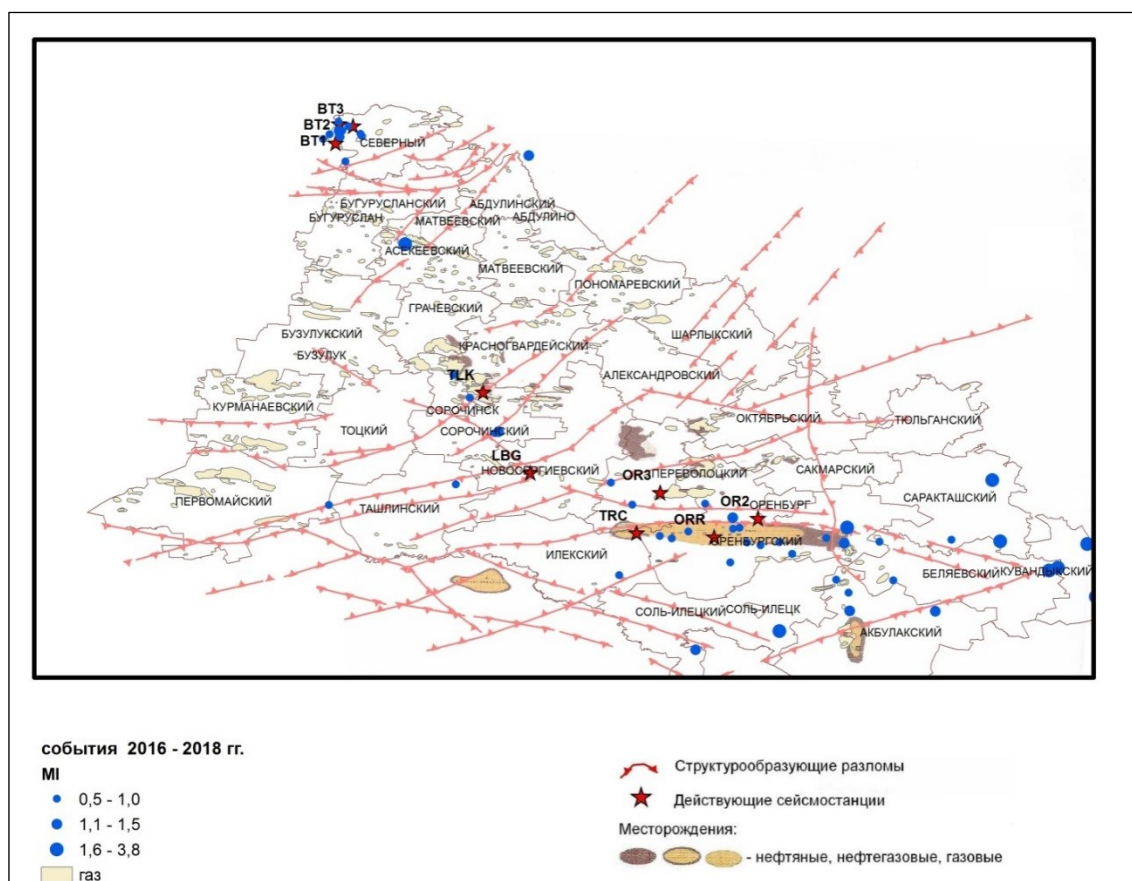 BT3
BT2
BT1
СЕВЕРНЫЙ
БУГУРУСЛАНСКИЙ
АБДУЛИНСКИЙ
БУГУРУСЛАН
МАТВЕЕВСКИЙ
АБДУЛИНО
АСЕКЕЕВСКИЙ
МАТВЕЕВСКИЙ
ПОНОМАРЕВСКИЙ
ГРАЧЕВСКИЙ
БУЗУЛУКСКИЙ
КРАСНОГВАРДЕЙСКИЙ
ШАРЛЫКСКИЙ
БУЗУЛУК
TLK
АЛЕКСАНДРОВСКИЙ
КУРМАНАЕВСКИЙ
СОРОЧИНСК
ОКТЯБРЬСКИЙ
ТЮЛЬГАНСКИЙ
ТОЦКИЙ
СОРОЧИНСКИЙ
LBG
НОВОСЕРГИЕВСКИЙ
OR3
ПЕРЕВОЛОЦКИЙ
САКМАРСКИЙ
ПЕРВОМАЙСКИЙ
ТАШЛИНСКИЙ
OR2
ОРЕНБУРГ
САРАКТАШСКИЙ
TRC
ORR
ОРЕНБУРГСКИЙ
ИЛЕКСКИЙ
БЕЛЯЕВСКИЙ
КУВАНДЫКСКИЙ
СОЛЬ-ИЛЕЦКИЙ
СОЛЬ-ИЛЕЦК
АКБУЛАКСКИЙ
события 2016 - 2018 гг.
Ml
0,5 - 1,0
1,1 - 1,5
1,6 - 3,8
газ
Структурообразующие разломы
Действующие сейсмостанции
Месторождения:
- нефтяные, нефтегазовые, газовые